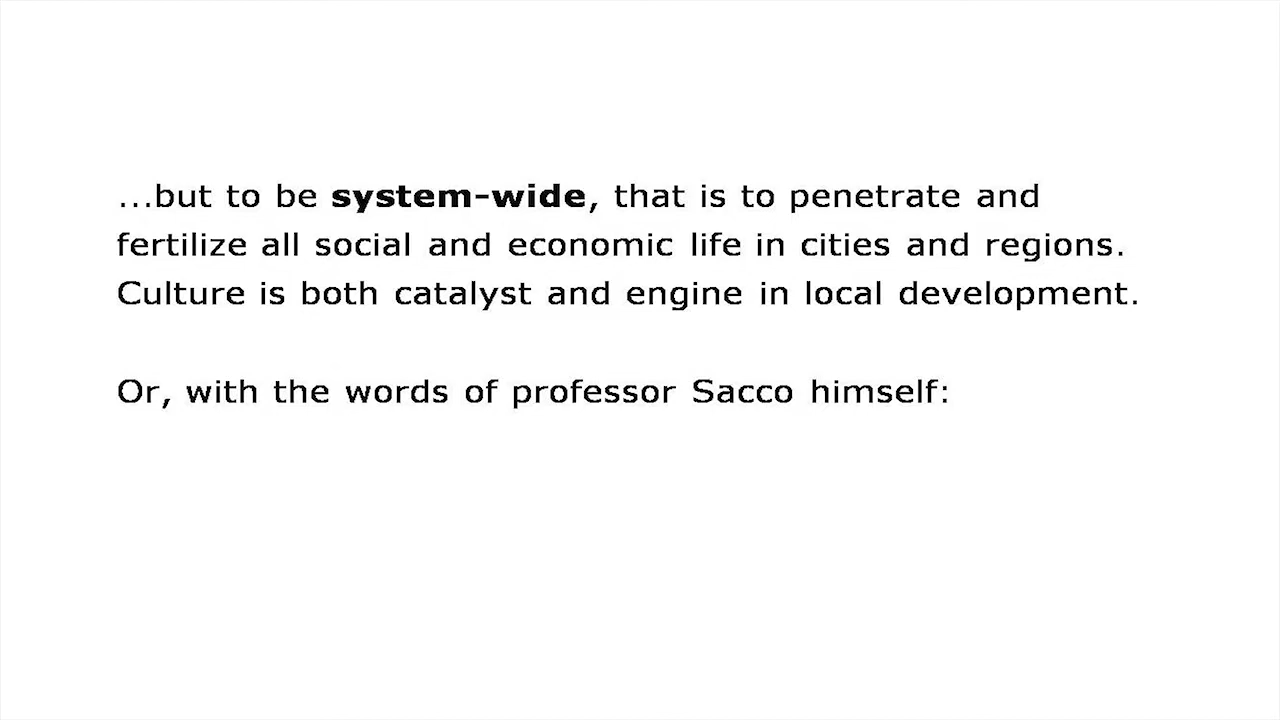 ...but to be system-wide, that is to penetrate and
fertilize all social and economic life in cities and regions.
Culture is both catalyst and engine in local development.
Or, with the words of professor Sacco himself: